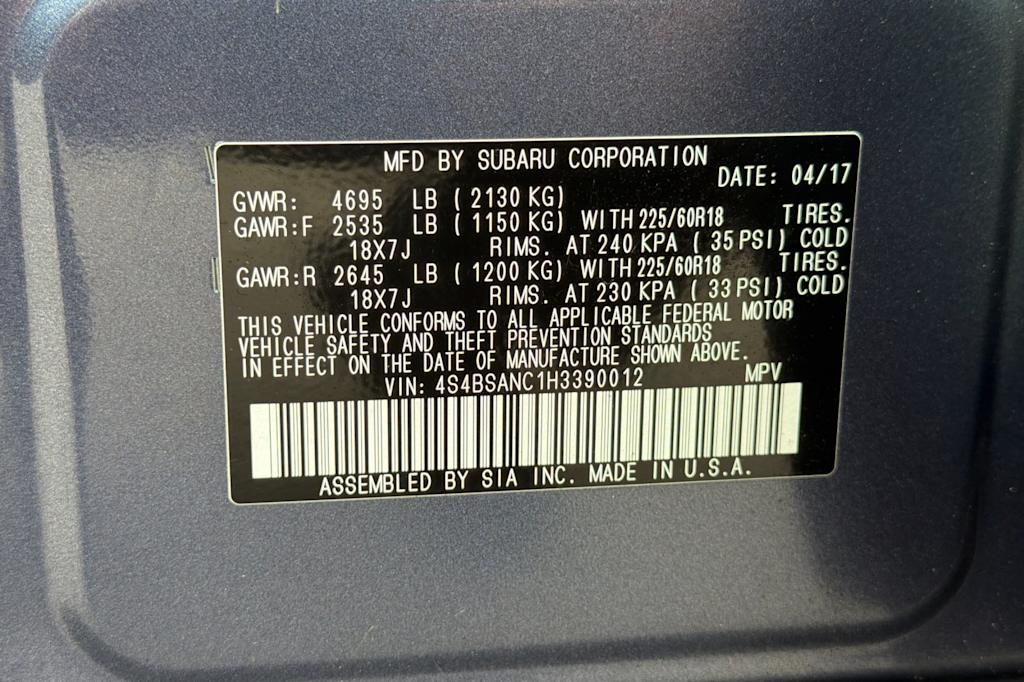 MFD BY SUBARU CORPORATION
DATE: 04/17
GVWR: 4695 LB ( 2130 KG)
GAWR:F 2535 LB ( 1150 KG) WITH 225/60R18 TIRES.
18X7J RIMS. AT 240 KPA ( 35 PSI) COLD
GAWR:R 2645 LB ( 1200 KG) WITH 225/60R18 TIRES.
18X7J RIMS. AT 230 KPA ( 33 PSI) COLD
THIS VEHICLE CONFORMS TO ALL APPLICABLE FEDERAL MOTOR
VEHICLE SAFETY AND THEFT PREVENTION STANDARDS
IN EFFECT ON THE DATE OF MANUFACTURE SHOWN ABOVE.
VIN: 4S4BSANC1H3390012 MPV
ASSEMBLED BY SIA INC. MADE IN U.S.A.